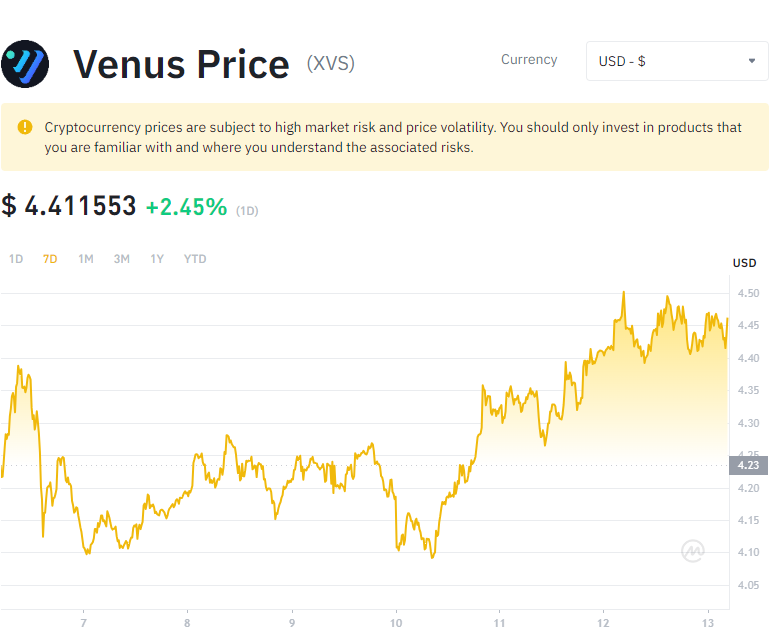 Venus Price (XVS)
Currency
USD - $
Cryptocurrency prices are subject to high market risk and price volatility. You should only invest in products that
you are familiar with and where you understand the associated risks.
$ 4.411553 +2.45% (1D)
1D 7D 1M 3M 1Y YTD
USD
4.50
4.45
4.40
4.35
4.30
4.25
4.23
4.20
4.15
4.10
4.05
7 8 9 10 11 12 13